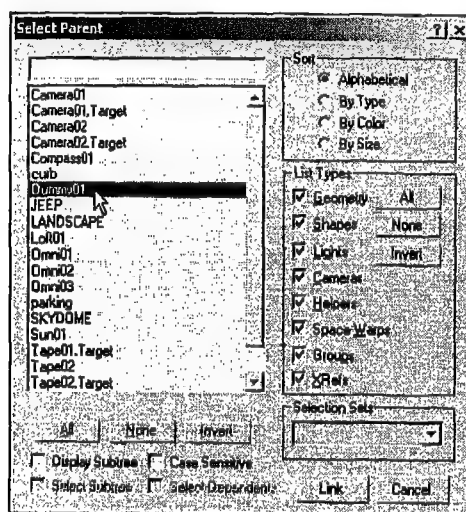 Select Parent
Camera01
Camera01.Target
Camera02
Camera02.Target
Compass01
curb
Dummy01
JEEP
LANDSCAPE
Loft01
Omni01
Omni02
Omni03
parking
SKYDOME
Sun01
Tape01.Target
Tape02
Tape02.Target
All None Invert
Display Subtree Case Sensitive
Select Subtree Select Dependents
Sort
Alphabetical
By Type
By Color
By Size
List Types
Geometry All
Shapes None
Lights Invert
Cameras
Helpers
Space Warps
Groups
XRefs
Selection Sets
Link Cancel